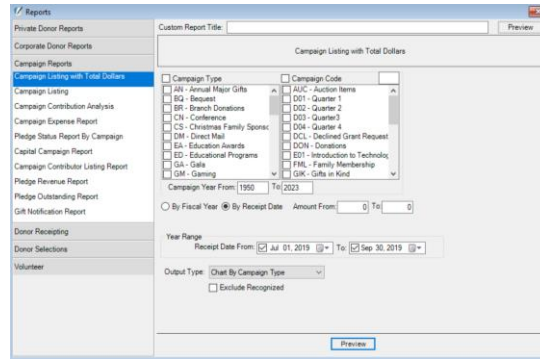 Reports
Private Donor Reports
Corporate Donor Reports
Campaign Reports
Campaign Listing with Total Dollars
Campaign Listing
Campaign Contribution Analysis
Campaign Expense Report
Pledge Status Report By Campaign
Capital Campaign Report
Campaign Contributor Listing Report
Pledge Revenue Report
Pledge Outstanding Report
Gift Notification Report
Donor Receipting
Donor Selections
Volunteer
Custom Report Title:
Preview
Campaign Listing with Total Dollars
Campaign Type
AN - Annual Major Gifts
BQ - Bequest
BR - Branch Donations
CN - Conference
CS - Christmas Family Sponsc
DM - Direct Mail
EA - Education Awards
ED - Educational Programs
GA - Gala
GM - Gaming
Campaign Code
AUC - Auction Items
D01 - Quarter 1
D02 - Quarter 2
D03 - Quarter3
D04 - Quarter 4
DCL - Declined Grant Request
DON - Donations
E01 - Introduction to Technolog
FML - Family Membership
GIK - Gifts in Kind
Campaign Year From: 1950 To 2023
By Fiscal Year By Receipt Date Amount From: 0 To 0
Year Range
Receipt Date From: Jul 01, 2019 To: Sep 30, 2019
Output Type: Chart By Campaign Type
Exclude Recognized
Preview